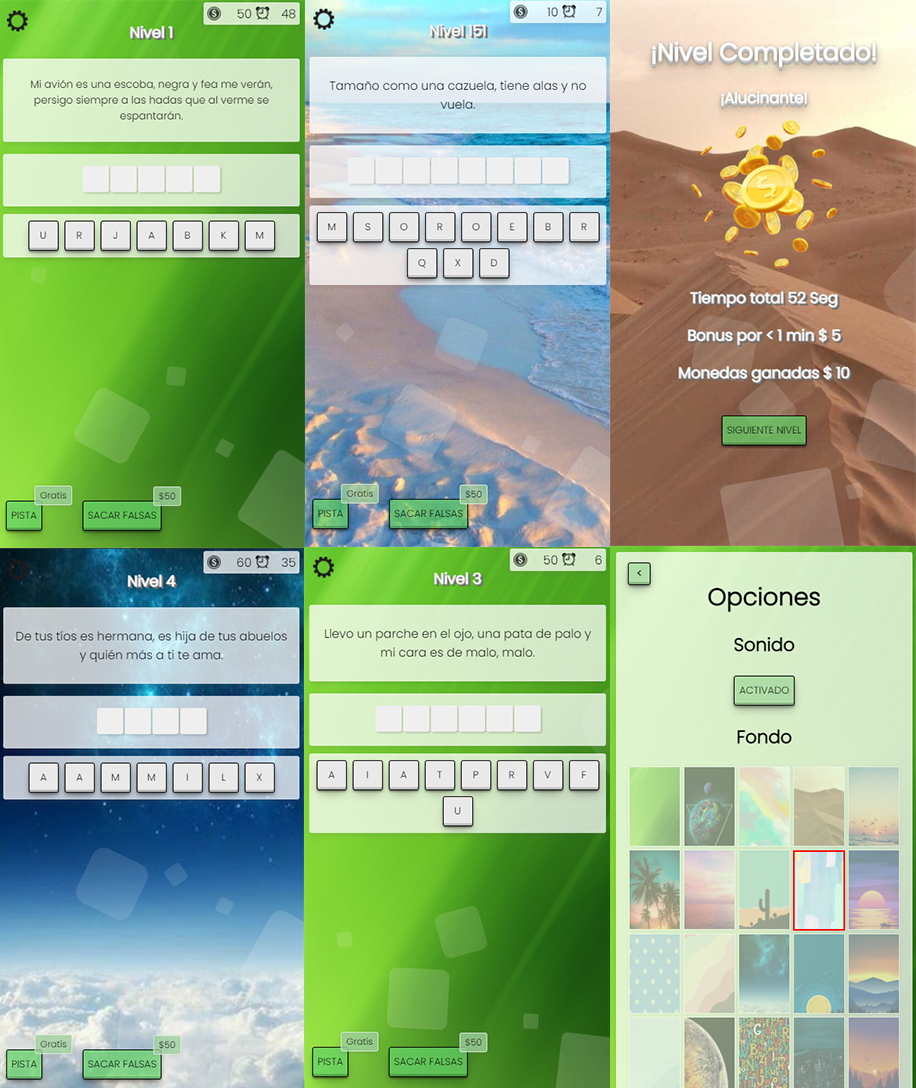 50 48
Nivel 1
Mi avión es una escoba, negra y fea me verán,
persigo siempre a las hadas que al verme se
espantarán.
U R J A B K M
Gratis $50
PISTA SACAR FALSAS
10 7
Nivel 151
Tamaño como una cazuela, tiene alas y no
vuela.
M S O R O E B R
Q X D
Gratis $50
PISTA SACAR FALSAS
¡Nivel Completado!
¡Alucinante!
Tiempo total 52 Seg
Bonus por < 1 min $ 5
Monedas ganadas $ 10
SIGUIENTE NIVEL
60 35
Nivel 4
De tus tíos es hermana, es hija de tus abuelos
y quién más a ti te ama.
A A M M I L X
Gratis $50
PISTA SACAR FALSAS
50 6
Nivel 3
Llevo un parche en el ojo, una pata de palo y
mi cara es de malo, malo.
A I A T P R V F
U
Gratis $50
PISTA SACAR FALSAS
<
Opciones
Sonido
ACTIVADO
Fondo